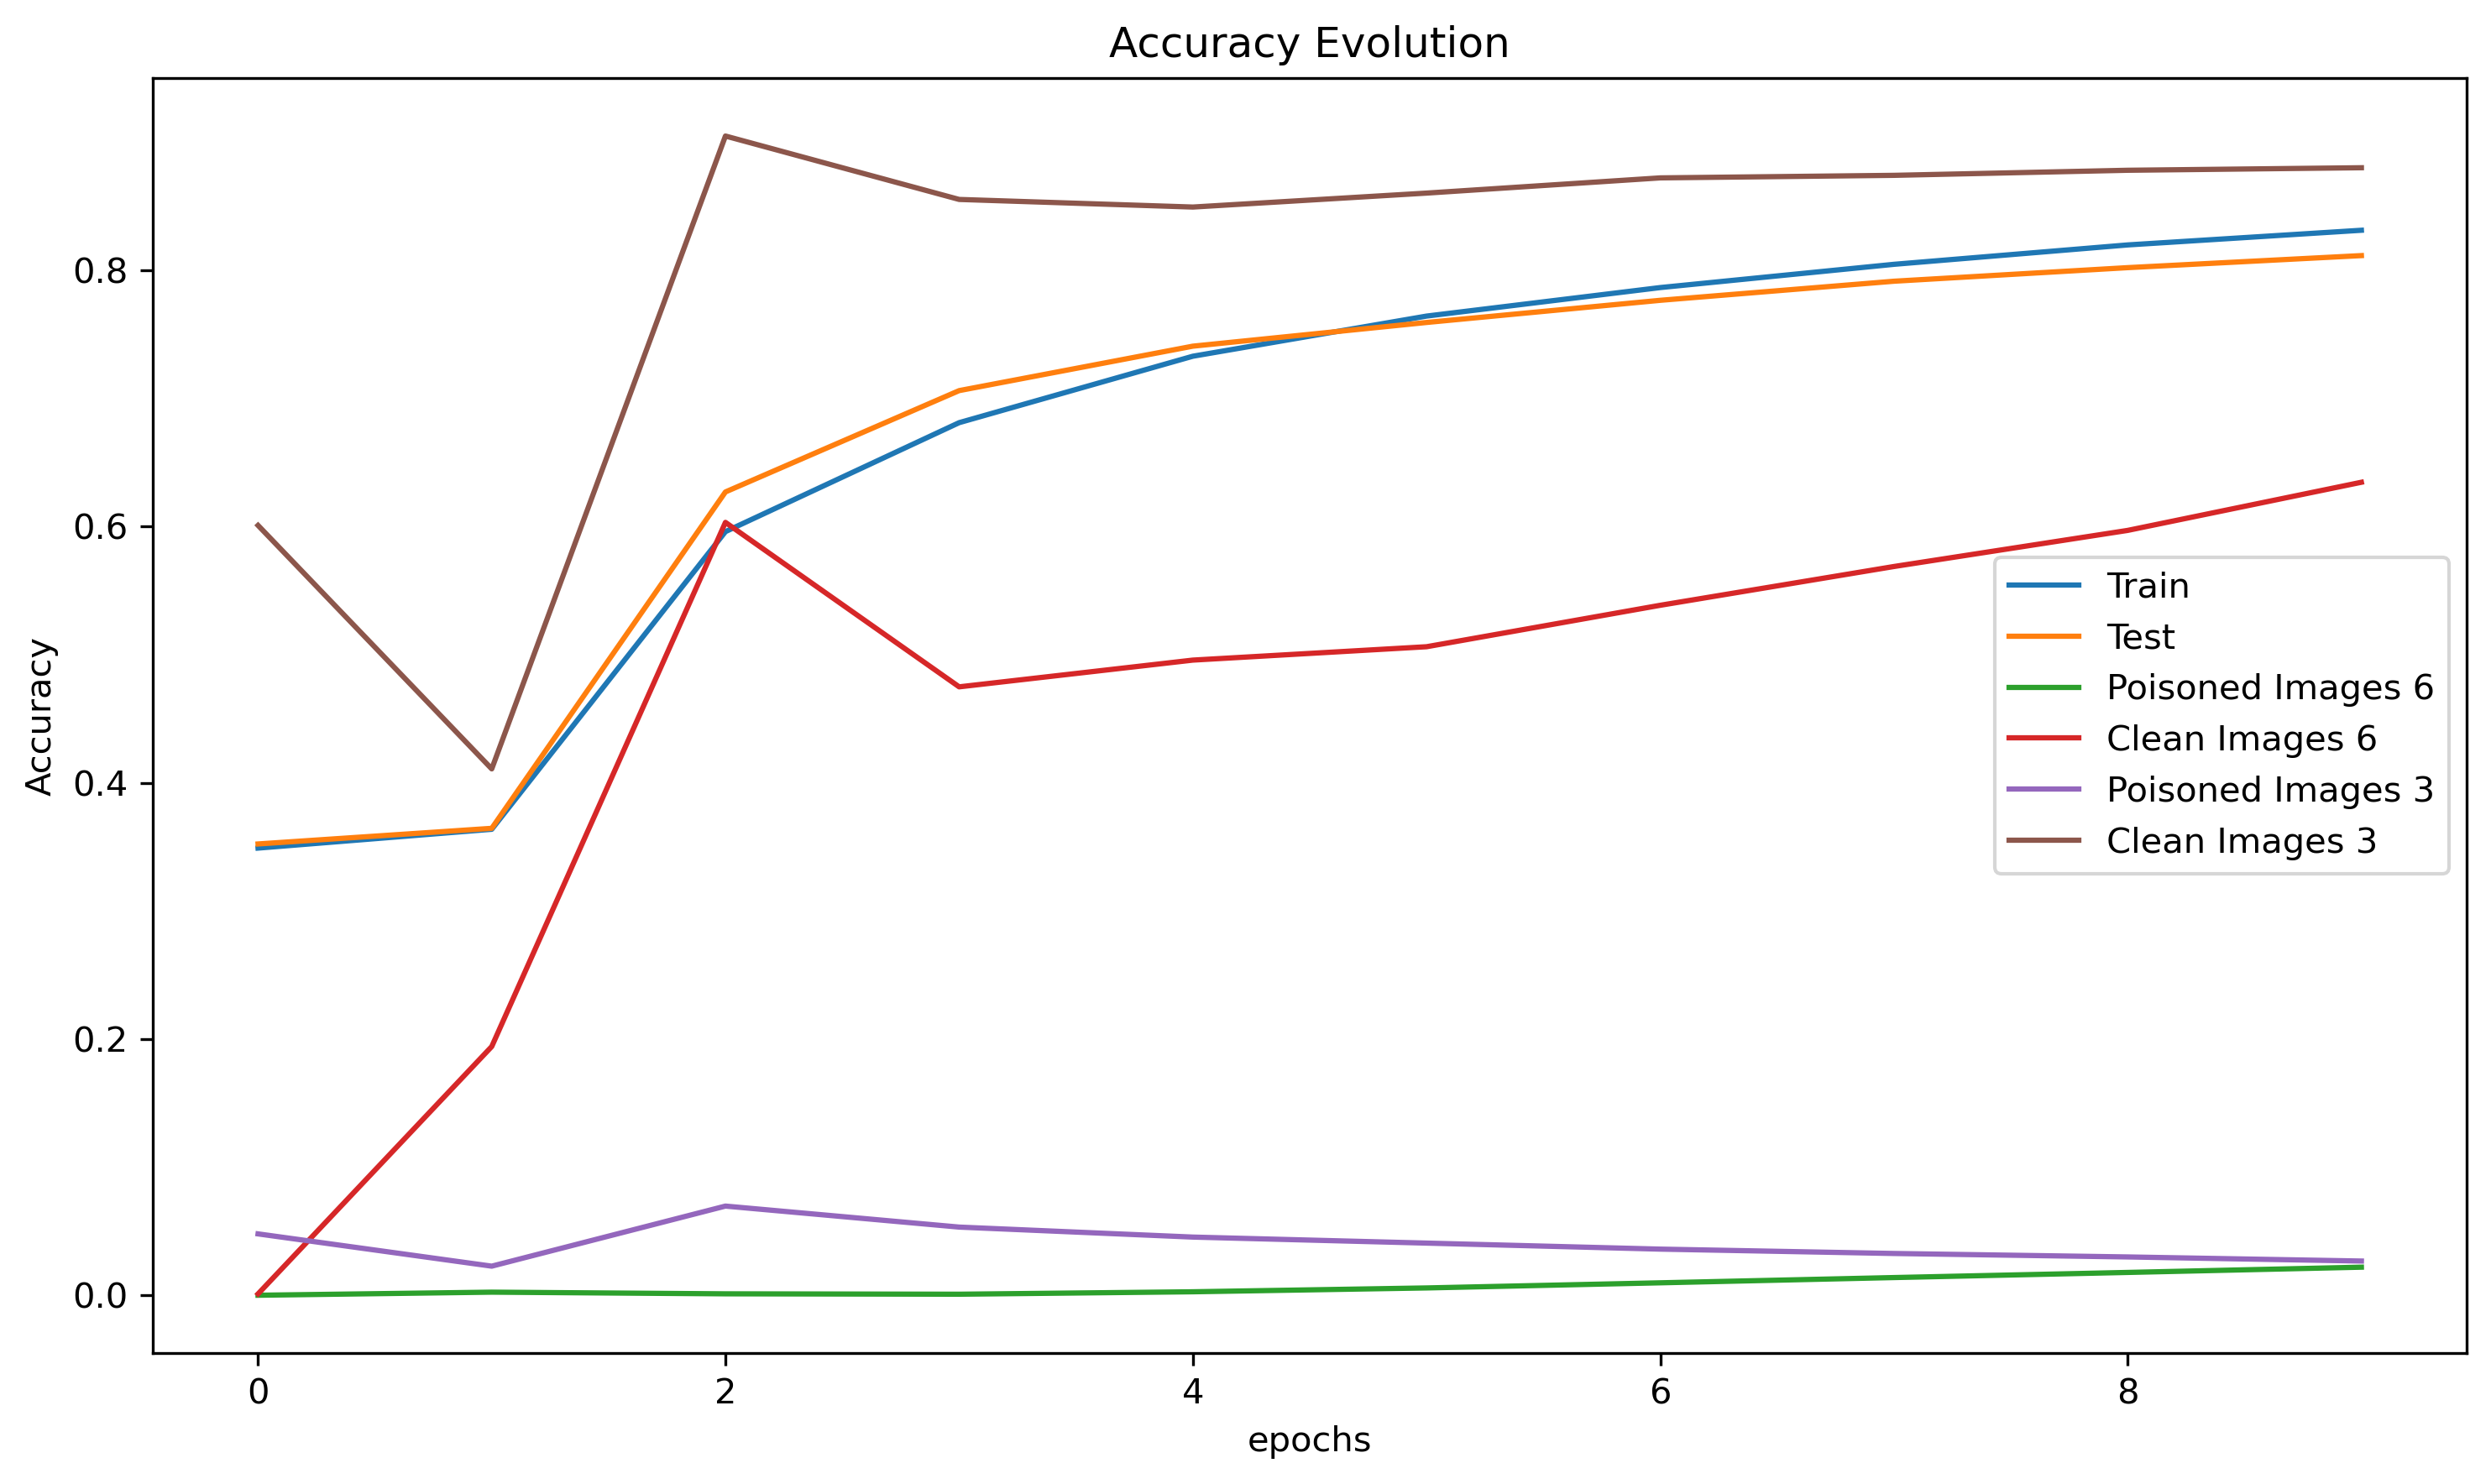 Accuracy Evolution
Accuracy
0.8
0.6
0.4
0.2
0.0
Train
Test
Poisoned Images 6
Clean Images 6
Poisoned Images 3
Clean Images 3
0 2 4 6 8
epochs